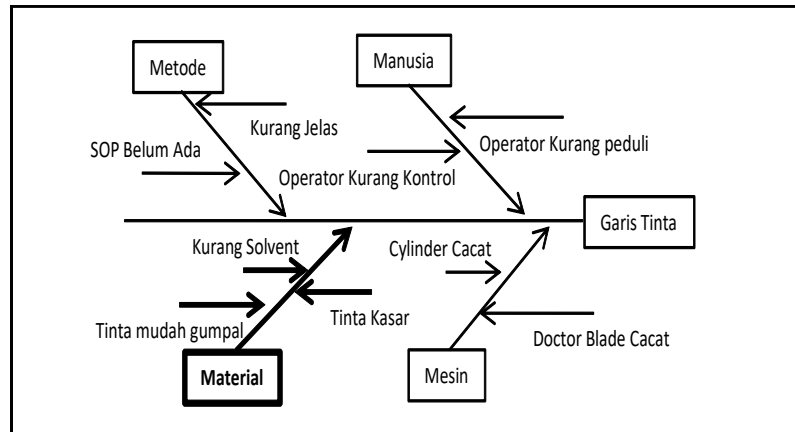 Metode
Manusia
Kurang Jelas
SOP Belum Ada
Operator Kurang peduli
Operator Kurang Kontrol
Garis Tinta
Kurang Solvent
Cylinder Cacat
Tinta mudah gumpal
Tinta Kasar
Doctor Blade Cacat
Material
Mesin